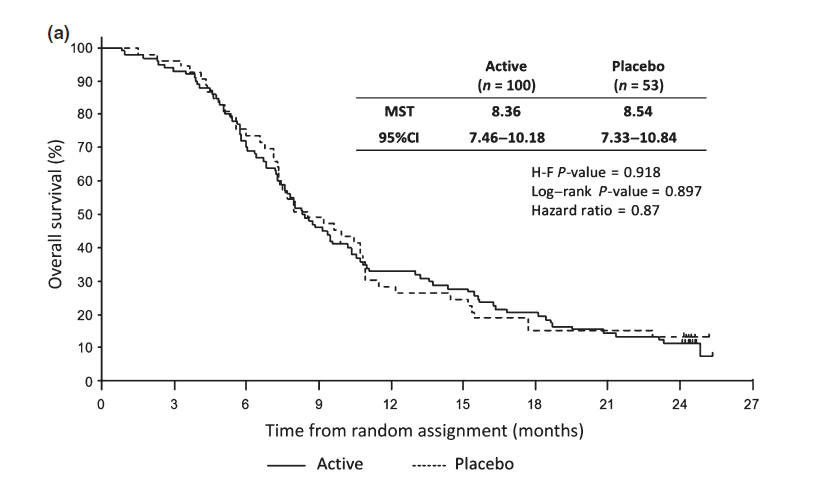 (a)
100
90
80
70
60
50
40
30
20
10
0
Overall survival (%)
Active Placebo
(n = 100) (n = 53)
MST 8.36 8.54
95%CI 7.46–10.18 7.33–10.84
H-F P-value = 0.918
Log–rank P-value = 0.897
Hazard ratio = 0.87
0 3 6 9 12 15 18 21 24 27
Time from random assignment (months)
Active Placebo